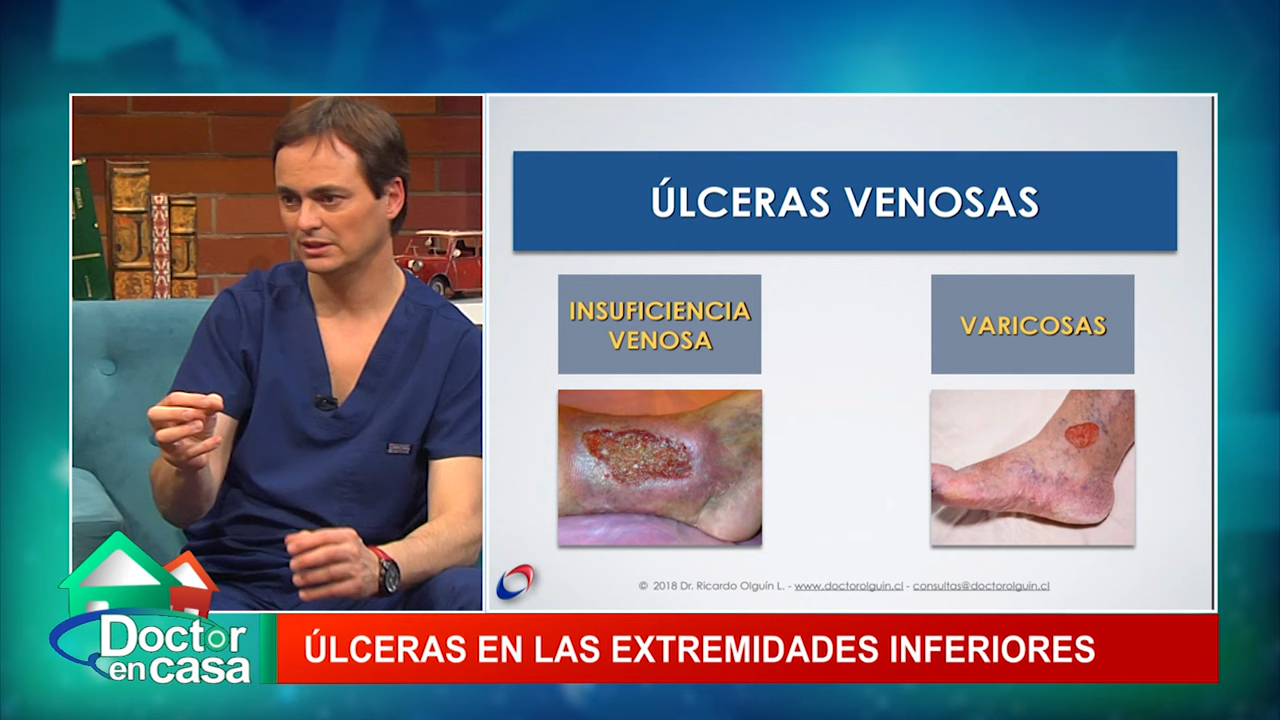 ÚLCERAS VENOSAS
INSUFICIENCIA
VENOSA
VARICOSAS
© 2018 Dr. Ricardo Olguín L. - www.doctorolguin.cl - consultas@doctorolguin.cl
Doctor
en casa
ÚLCERAS EN LAS EXTREMIDADES INFERIORES